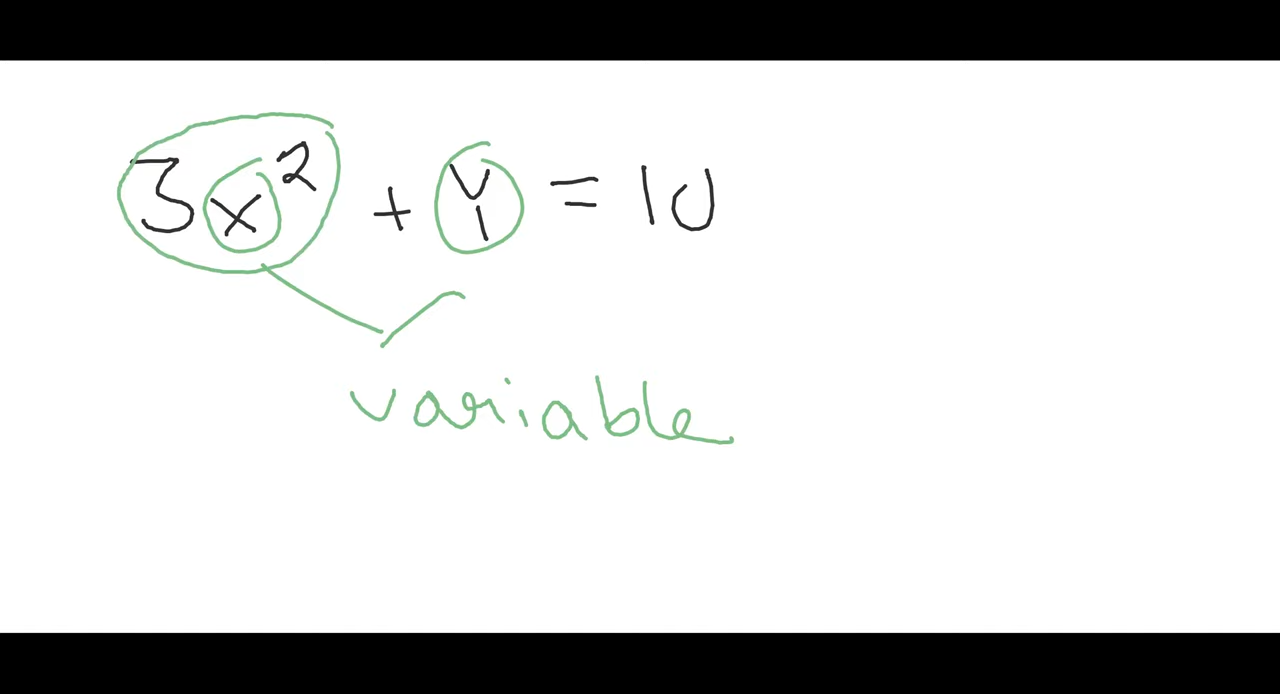 3x² + y = 10
variable